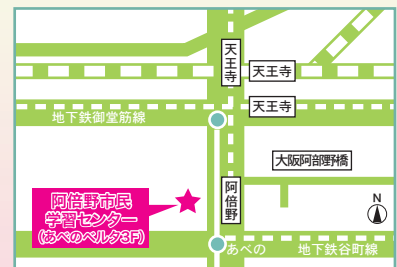 天王寺
天王寺
天王寺
地下鉄御堂筋線
大阪阿部野橋
阿倍野
阿倍野市民
学習センター
(あべのベルタ3F)
N
あべの
地下鉄谷町線